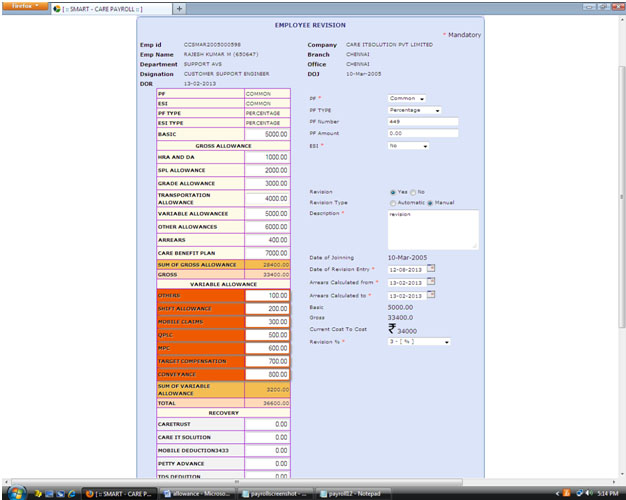 firefox
[ :: SMART - CARE PAYROLL :: ]
EMPLOYEE REVISION
* Mandatory
Emp id CCSMAR2005000598 Company CARE ITSOLUTION PVT LIMITED
Emp Name RAJESH KUMAR M (650647) Branch CHENNAI
Department SUPPORT AVS Office CHENNAI
Dsignation CUSTOMER SUPPORT ENGINEER DOJ 10-Mar-2005
DOR 13-02-2013
PF COMMON
ESI COMMON
PF TYPE PERCENTAGE
ESI TYPE PERCENTAGE
BASIC 5000.00
GROSS ALLOWANCE
HRA AND DA 1000.00
SPL ALLOWANCE 2000.00
GRADE ALLOWANCE 3000.00
TRANSPORTATION
ALLOWANCE 4000.00
VARIABLE ALLOWANCEE 5000.00
OTHER ALLOWANCES 6000.00
ARREARS 400.00
CARE BENEFIT PLAN 7000.00
SUM OF GROSS ALLOWANCE 28400.00
GROSS 33400.00
VARIABLE ALLOWANCE
OTHERS 100.00
SHIFT ALLOWANCE 200.00
MOBILE CLAIMS 300.00
QPLC 500.00
MPC 600.00
TARGET COMPENSATION 700.00
CONVEYANCE 800.00
SUM OF VARIABLE
ALLOWANCE 3200.00
TOTAL 36600.00
RECOVERY
CARETRUST 0.00
CARE IT SOLUTION 0.00
MOBILE DEDUCTION3433 0.00
PETTY ADVANCE 0.00
TDS DEDUTION
PF * Common
PF TYPE Percentage
PF Number 449
PF Amount 0.00
ESI * No
Revision Yes No
Revision Type Automatic Manual
Description * revision
Date of Joinning 10-Mar-2005
Date of Revision Entry * 12-08-2013
Arrears Calculated from * 13-02-2013
Arrears Calculated to * 13-02-2013
Basic 5000.00
Gross 33400.0
Current Cost To Cost ₹ 34000
Revision % * 3 - [ % ]
[ :: SMART - CARE P...
allowance - Microso...
payrollscreenshot - ...
payroll12 - Notepad
5:14 PM